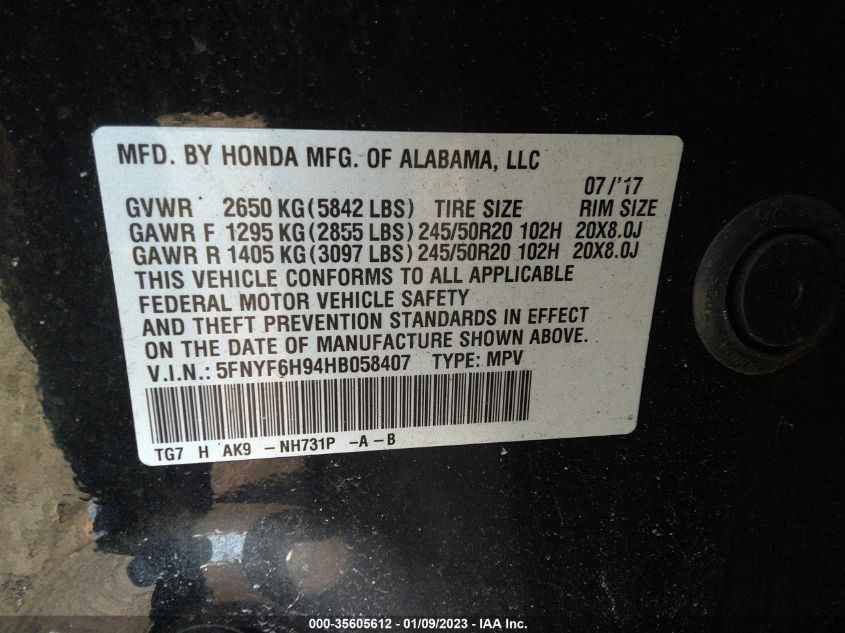 MFD. BY HONDA MFG. OF ALABAMA, LLC
07/'17
GVWR 2650 KG (5842 LBS) TIRE SIZE RIM SIZE
GAWR F 1295 KG (2855 LBS) 245/50R20 102H 20X8.0J
GAWR R 1405 KG (3097 LBS) 245/50R20 102H 20X8.0J
THIS VEHICLE CONFORMS TO ALL APPLICABLE
FEDERAL MOTOR VEHICLE SAFETY
AND THEFT PREVENTION STANDARDS IN EFFECT
ON THE DATE OF MANUFACTURE SHOWN ABOVE.
V.I.N.: 5FNYF6H94HB058407 TYPE: MPV
TG7 H AK9 -NH731P -A-B
000-35605612 - 01/09/2023 - IAA Inc.